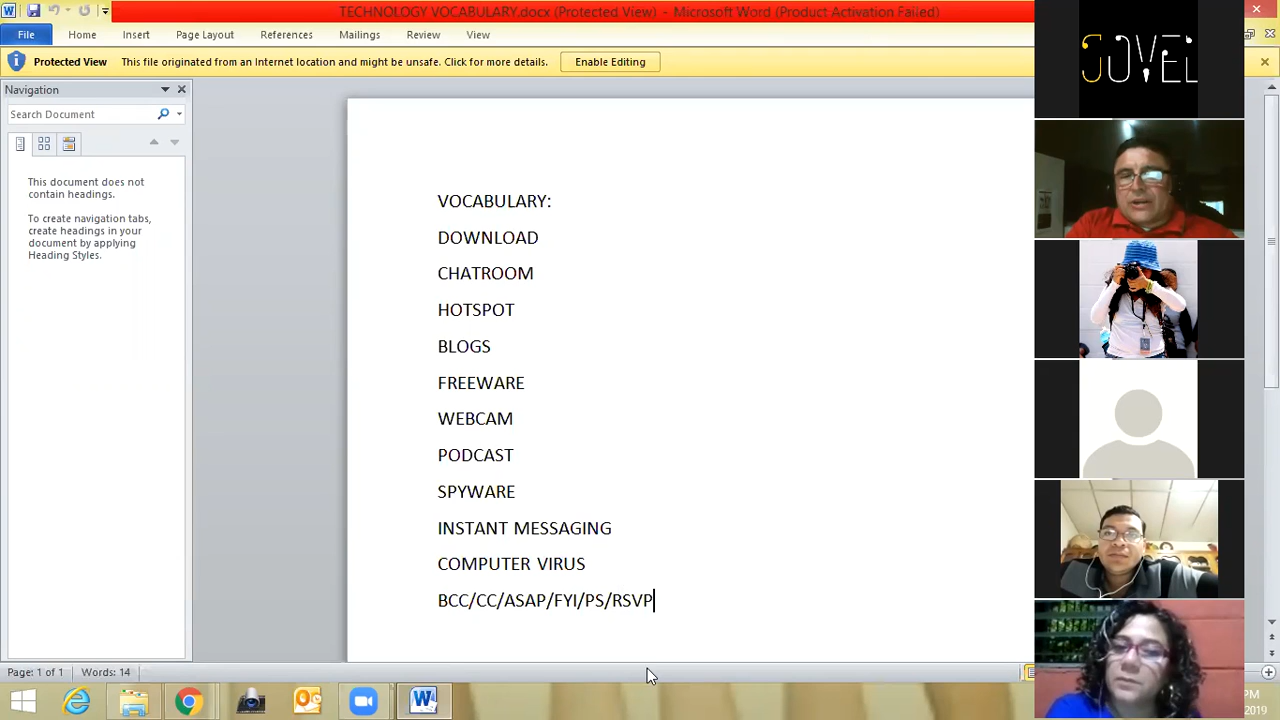 TECHNOLOGY VOCABULARY.docx (Protected View) - Microsoft Word (Product Activation Failed)
File Home Insert Page Layout References Mailings Review View
Protected View This file originated from an Internet location and might be unsafe. Click for more details. Enable Editing
Navigation
Search Document
This document does not
contain headings.
To create navigation tabs,
create headings in your
document by applying
Heading Styles.
VOCABULARY:
DOWNLOAD
CHATROOM
HOTSPOT
BLOGS
FREEWARE
WEBCAM
PODCAST
SPYWARE
INSTANT MESSAGING
COMPUTER VIRUS
BCC/CC/ASAP/FYI/PS/RSVP
Page: 1 of 1 Words: 14